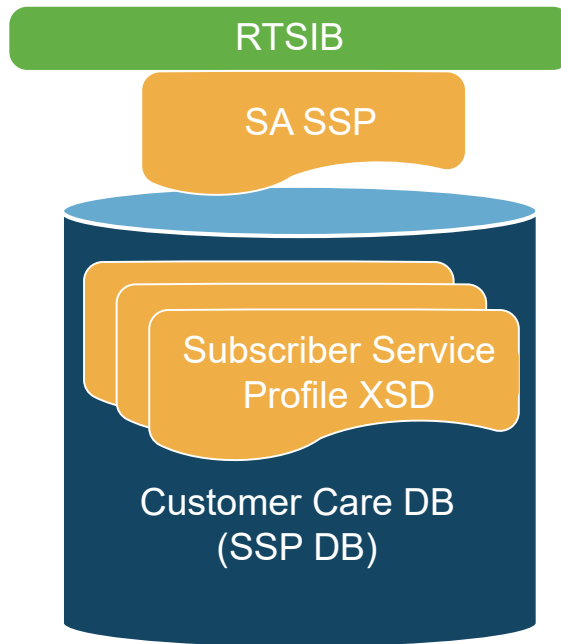 RTSIB
SA SSP
Subscriber Service
Profile XSD
Customer Care DB
(SSP DB)